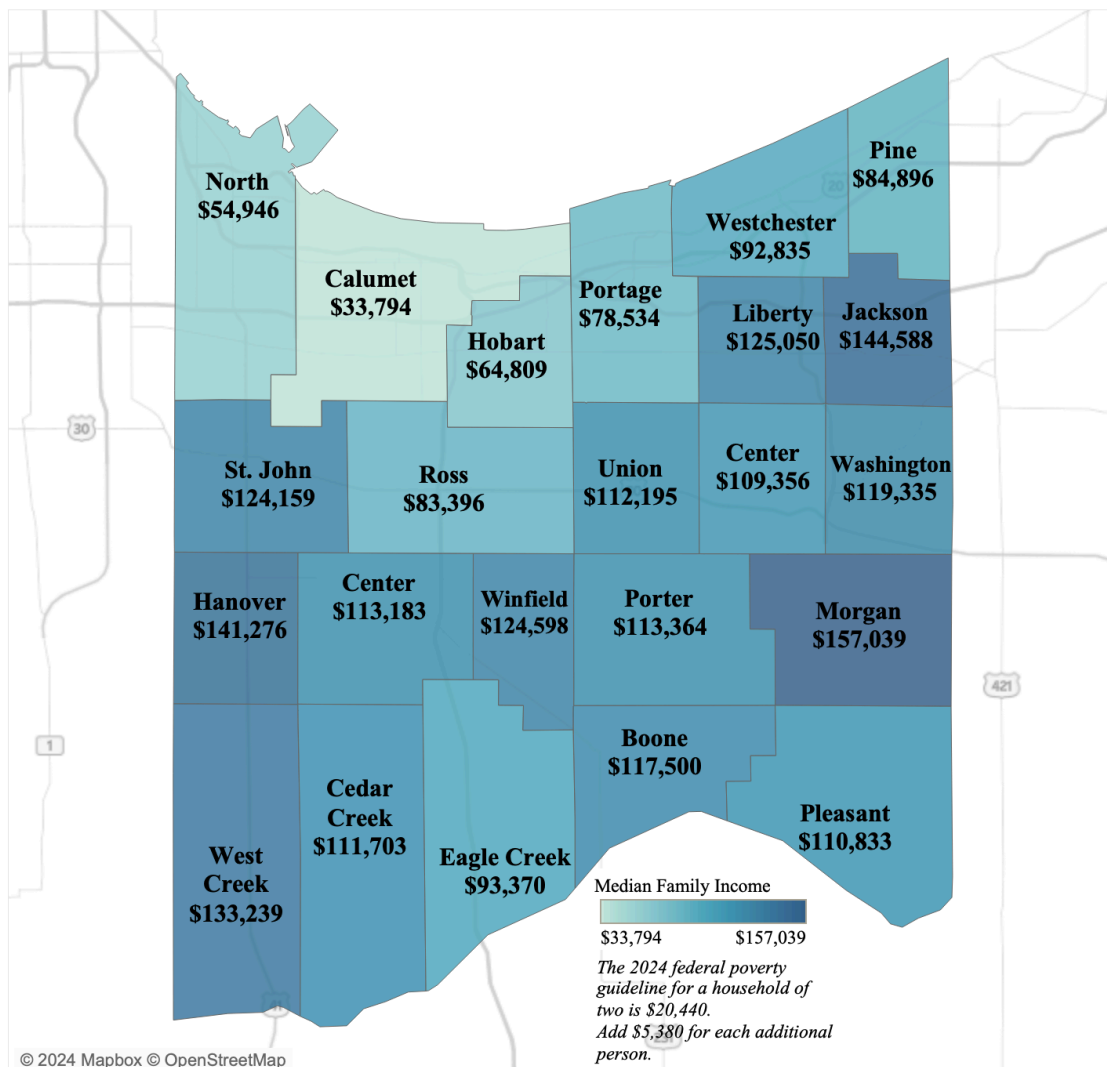 Pine
$84,896
20
North
$54,946
Westchester
$92,835
Calumet
$33,794
Portage
$78,534
Liberty
$125,050
Jackson
$144,588
Hobart
$64,809
30
St. John
$124,159
Ross
$83,396
Union
$112,195
Center
$109,356
Washington
$119,335
Hanover
$141,276
Center
$113,183
Winfield
$124,598
Porter
$113,364
Morgan
$157,039
421
1
Boone
$117,500
Cedar
Creek
$111,703
Pleasant
$110,833
West
Creek
$133,239
Eagle Creek
$93,370
Median Family Income
$33,794 $157,039
The 2024 federal poverty
guideline for a household of
two is $20,440.
Add $5,380 for each additional
person.
41
231
© 2024 Mapbox © OpenStreetMap